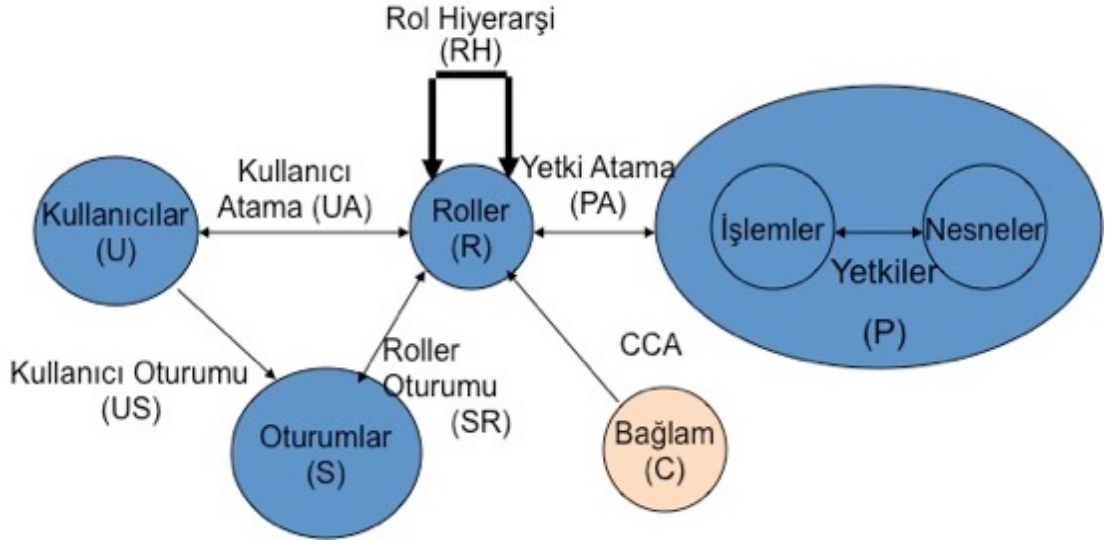 Rol Hiyerarşi
(RH)
Kullanıcı
Atama (UA)
Yetki Atama
(PA)
Kullanıcılar
(U)
Roller
(R)
İşlemler
Nesneler
Yetkiler
(P)
Kullanıcı Oturumu
(US)
Roller
Oturumu
(SR)
CCA
Oturumlar
(S)
Bağlam
(C)